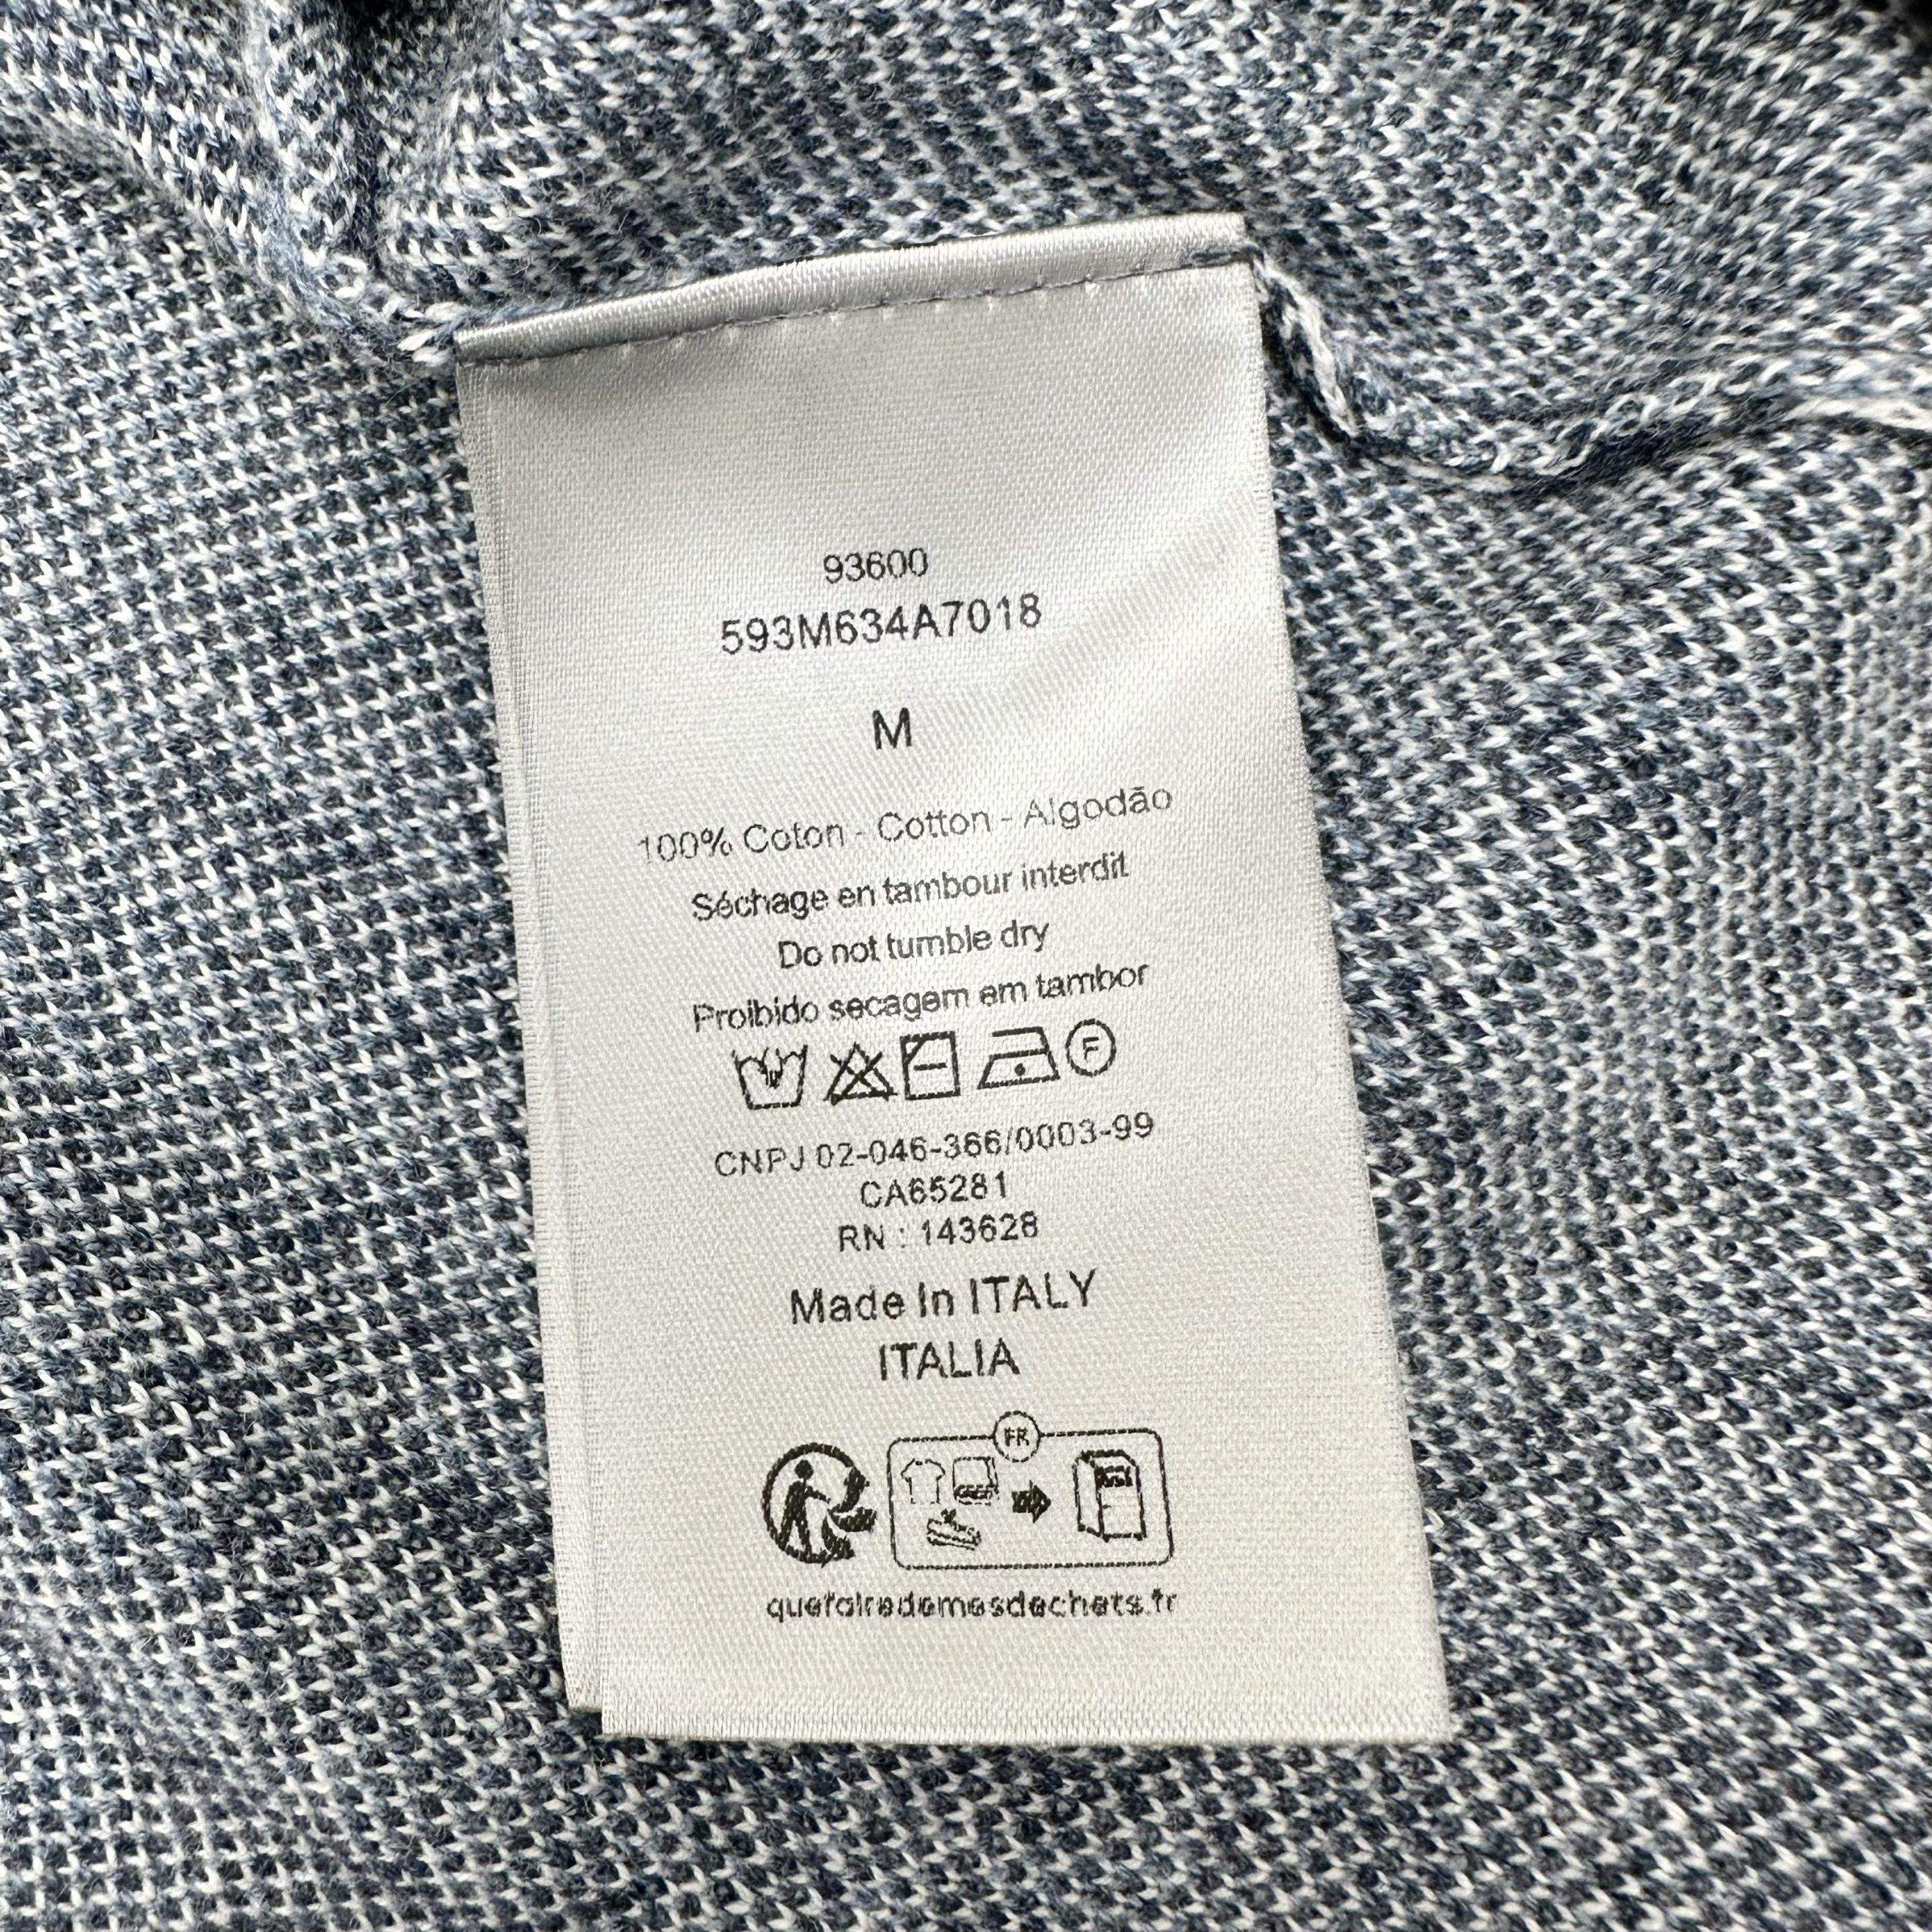 93600
593M634A7018
M
100% Coton - Cotton - Algodão
Séchage en tambour interdit
Do not tumble dry
Proibido secagem em tambor
F
CNPJ 02-046-366/0003-99
CA65281
RN : 143628
Made In ITALY
ITALIA
FR
quefairedemesdechets.fr